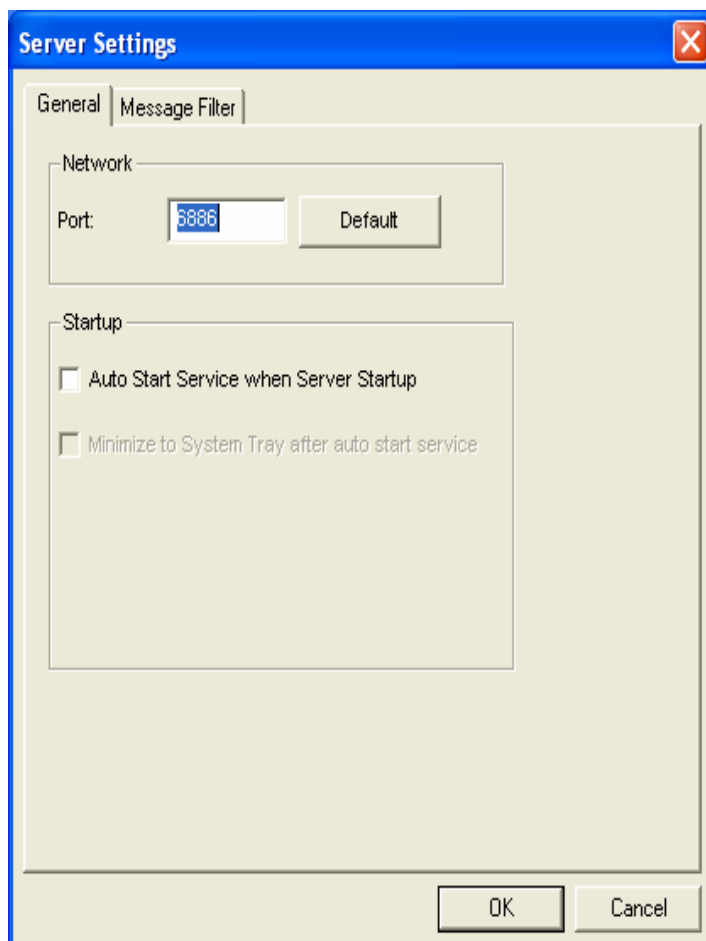 Server Settings
General Message Filter
Network
Port: 6886 Default
Startup
Auto Start Service when Server Startup
Minimize to System Tray after auto start service
OK Cancel